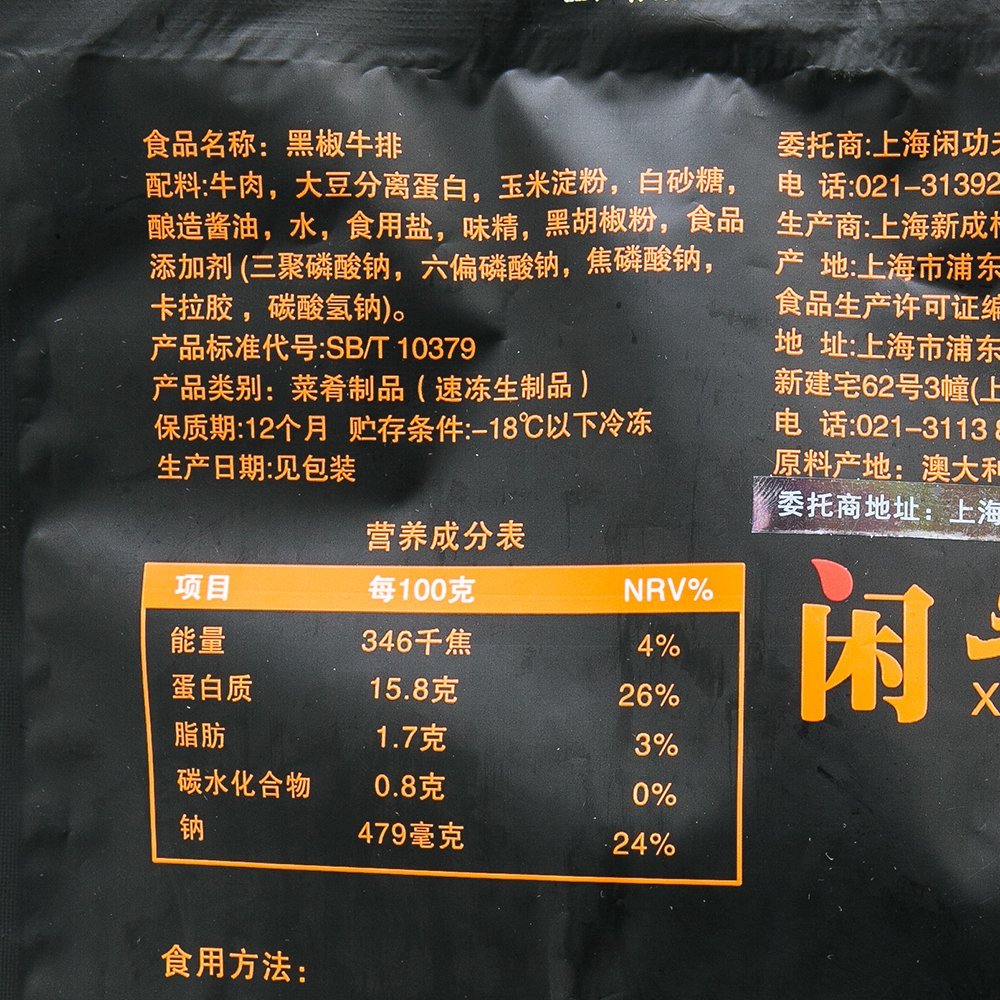 食品名称：黑椒牛排
配料:牛肉，大豆分离蛋白，玉米淀粉，白砂糖，
酿造酱油，水，食用盐，味精，黑胡椒粉，食品
添加剂(三聚磷酸钠，六偏磷酸钠，焦磷酸钠，
卡拉胶，碳酸氢钠)。
产品标准代号:SB/T 10379
产品类别：菜肴制品（速冻生制品）
保质期:12个月 贮存条件:-18℃以下冷冻
生产日期:见包装
营养成分表
项目 每100克 NRV%
能量 346千焦 4%
蛋白质 15.8克 26%
脂肪 1.7克 3%
碳水化合物 0.8克 0%
钠 479毫克 24%
食用方法：
委托商:上海闲功夫
电 话:021-31392
生产商:上海新成
产 地:上海市浦东
食品生产许可证编
地 址:上海市浦东
新建宅62号3幢(上
电 话:021-3113 8
原料产地：澳大利
委托商地址：上海
闲
X